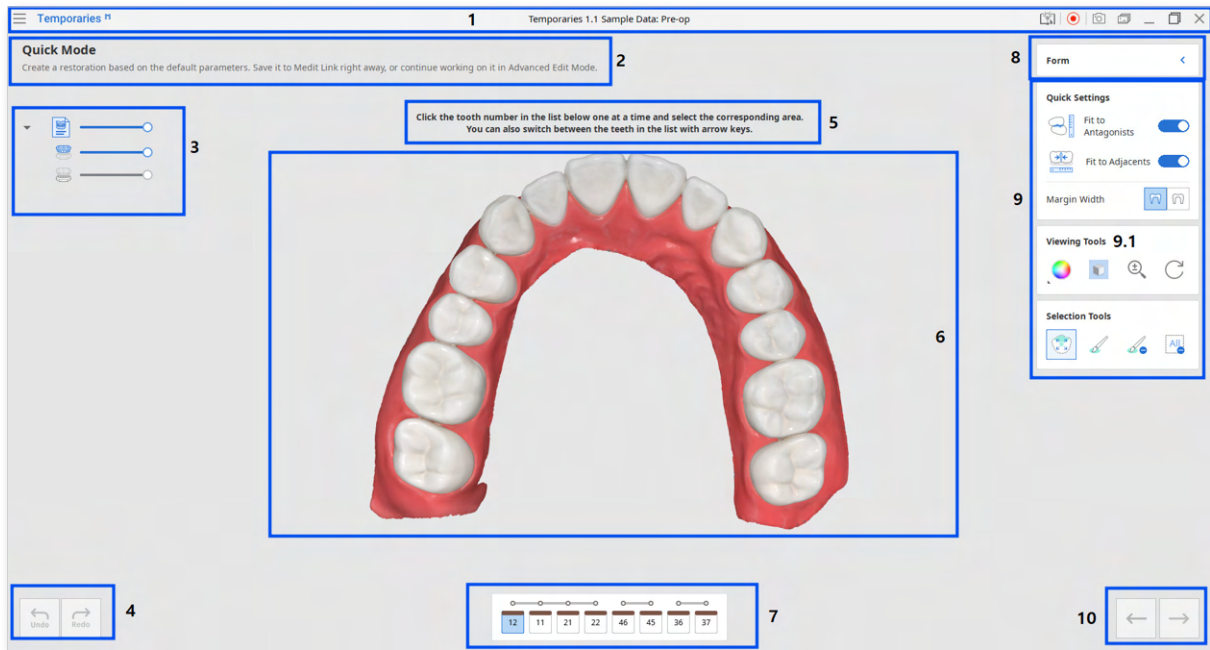 1
Temporaries
Temporaries 1.1 Sample Data: Pre-op
Quick Mode
Create a restoration based on the default parameters. Save it to Medit Link right away, or continue working on it in Advanced Edit Mode.
2
8
Form
3
Click the tooth number in the list below one at a time and select the corresponding area.
You can also switch between the teeth in the list with arrow keys.
5
Quick Settings
Fit to
Antagonists
Fit to Adjacents
9
Margin Width
Viewing Tools
9.1
6
Selection Tools
All
4
Undo
Redo
12 11 21 22 46 45 36 37
7
10